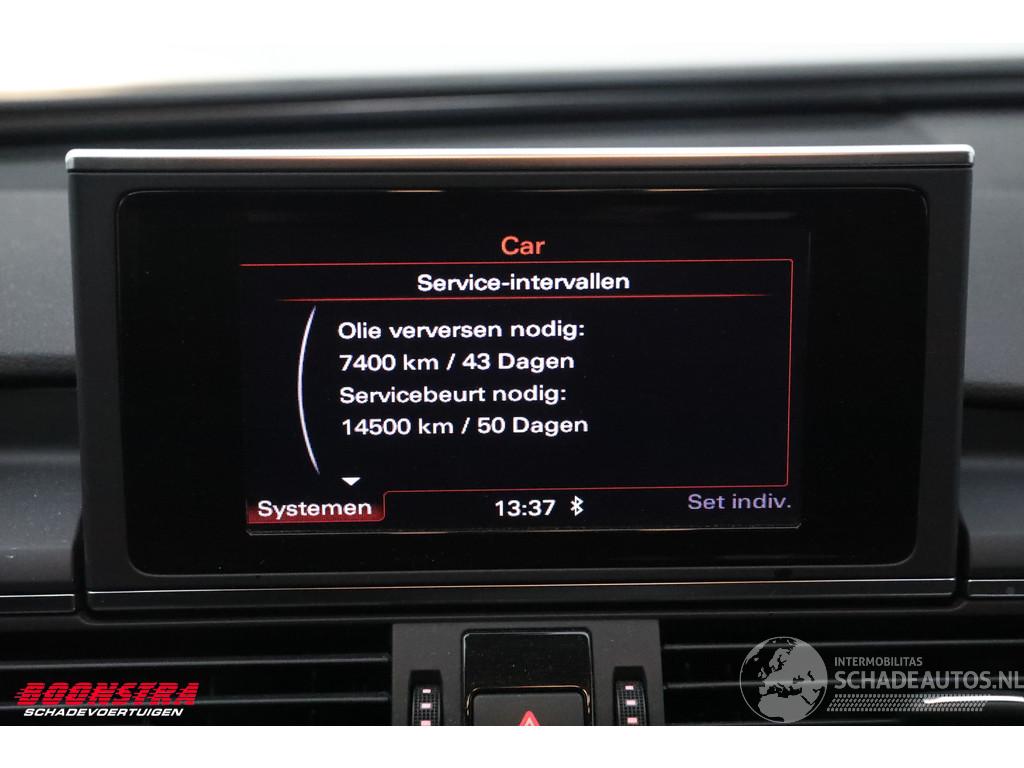 Car
Service-intervallen
Olie verversen nodig:
7400 km / 43 Dagen
Servicebeurt nodig:
14500 km / 50 Dagen
Systemen
13:37
Set indiv.
BOONSTRA
SCHADEVOERTUIGEN
INTERMOBILITAS
SCHADEAUTOS.NL